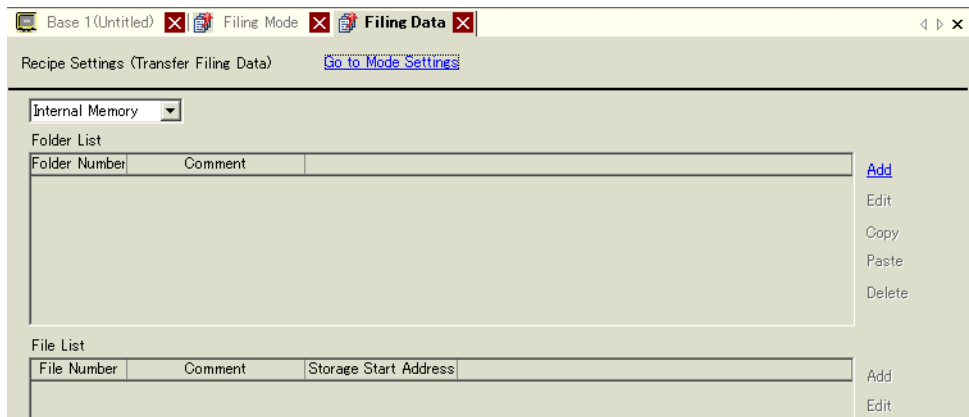 Base 1(Untitled) Filing Mode Filing Data
Recipe Settings (Transfer Filing Data) Go to Mode Settings
Internal Memory
Folder List
Folder Number Comment
Add
Edit
Copy
Paste
Delete
File List
File Number Comment Storage Start Address
Add
Edit